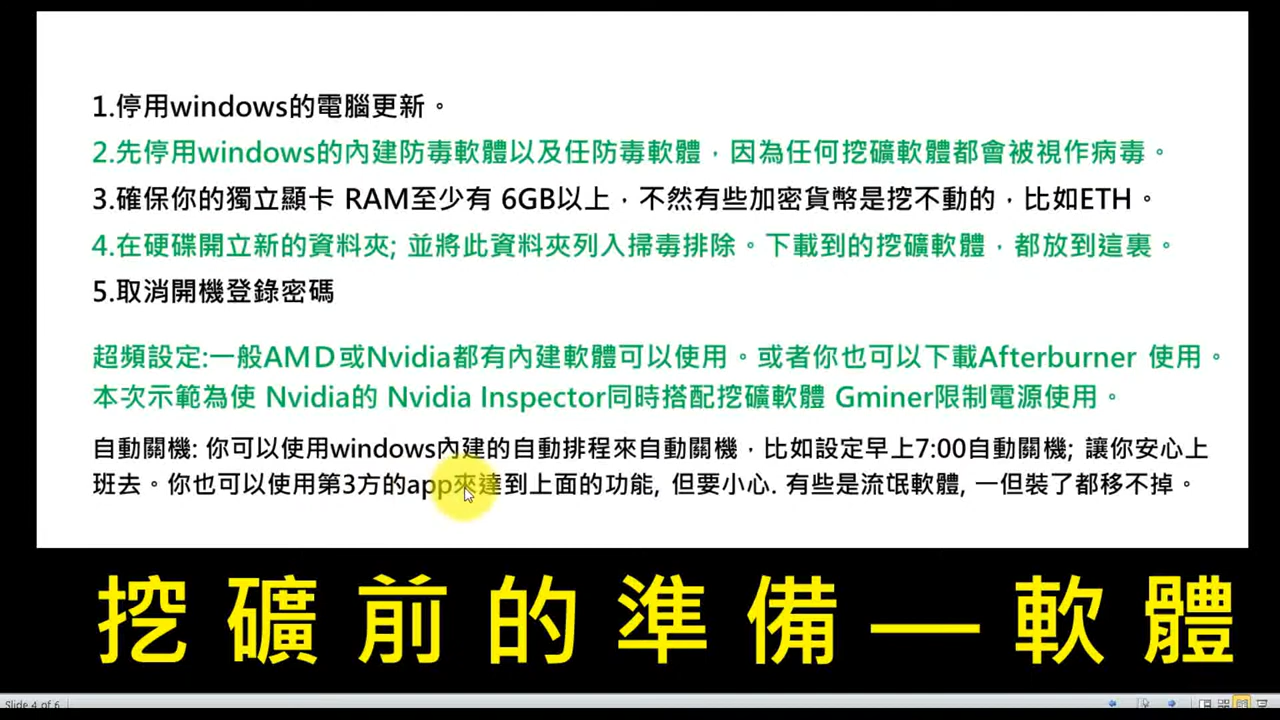 1.停用windows的電腦更新。
2.先停用windows的內建防毒軟體以及任防毒軟體，因為任何挖礦軟體都會被視作病毒。
3.確保你的獨立顯卡 RAM至少有 6GB以上，不然有些加密貨幣是挖不動的，比如ETH。
4.在硬碟開立新的資料夾; 並將此資料夾列入掃毒排除。下載到的挖礦軟體，都放到這裏。
5.取消開機登錄密碼
超頻設定:一般AMD或Nvidia都有內建軟體可以使用。或者你也可以下載Afterburner 使用。
本次示範為使 Nvidia的 Nvidia Inspector同時搭配挖礦軟體 Gminer限制電源使用。
自動關機: 你可以使用windows內建的自動排程來自動關機，比如設定早上7:00自動關機; 讓你安心上
班去。你也可以使用第3方的app來達到上面的功能, 但要小心. 有些是流氓軟體, 一但裝了都移不掉。
挖礦前的準備—軟體
Slide 4 of 6